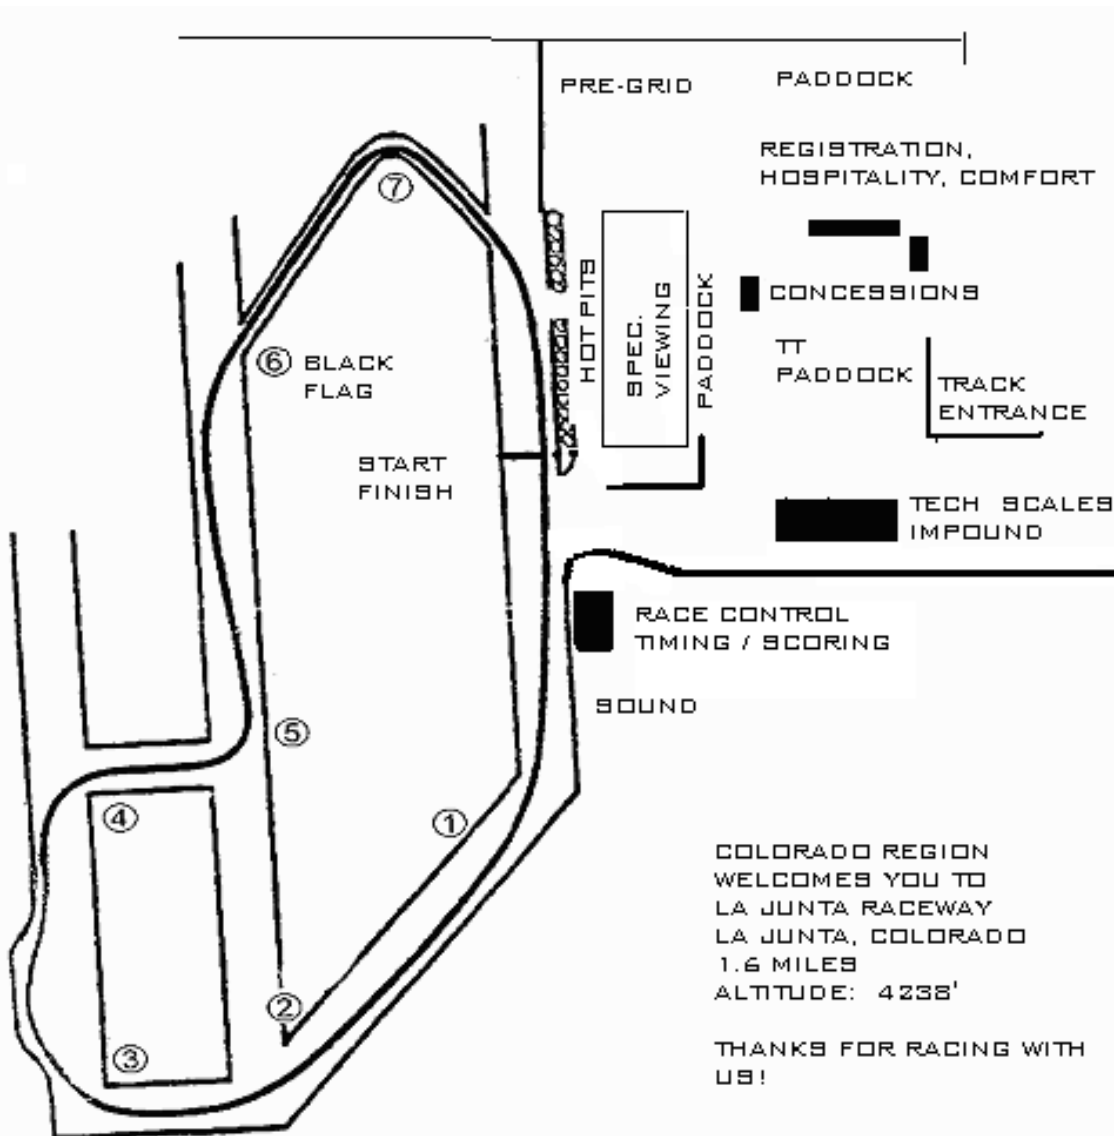 PRE-GRID
PADDOCK
REGISTRATION,
HOSPITALITY, COMFORT
7
HOT PITS
SPEC.
VIEWING
PADDOCK
CONCESSIONS
6
BLACK
FLAG
TT
PADDOCK
TRACK
ENTRANCE
START
FINISH
TECH SCALES
IMPOUND
RACE CONTROL
TIMING / SCORING
SOUND
5
4
1
2
3
COLORADO REGION
WELCOMES YOU TO
LA JUNTA RACEWAY
LA JUNTA, COLORADO
1.6 MILES
ALTITUDE: 4238'
THANKS FOR RACING WITH
US!